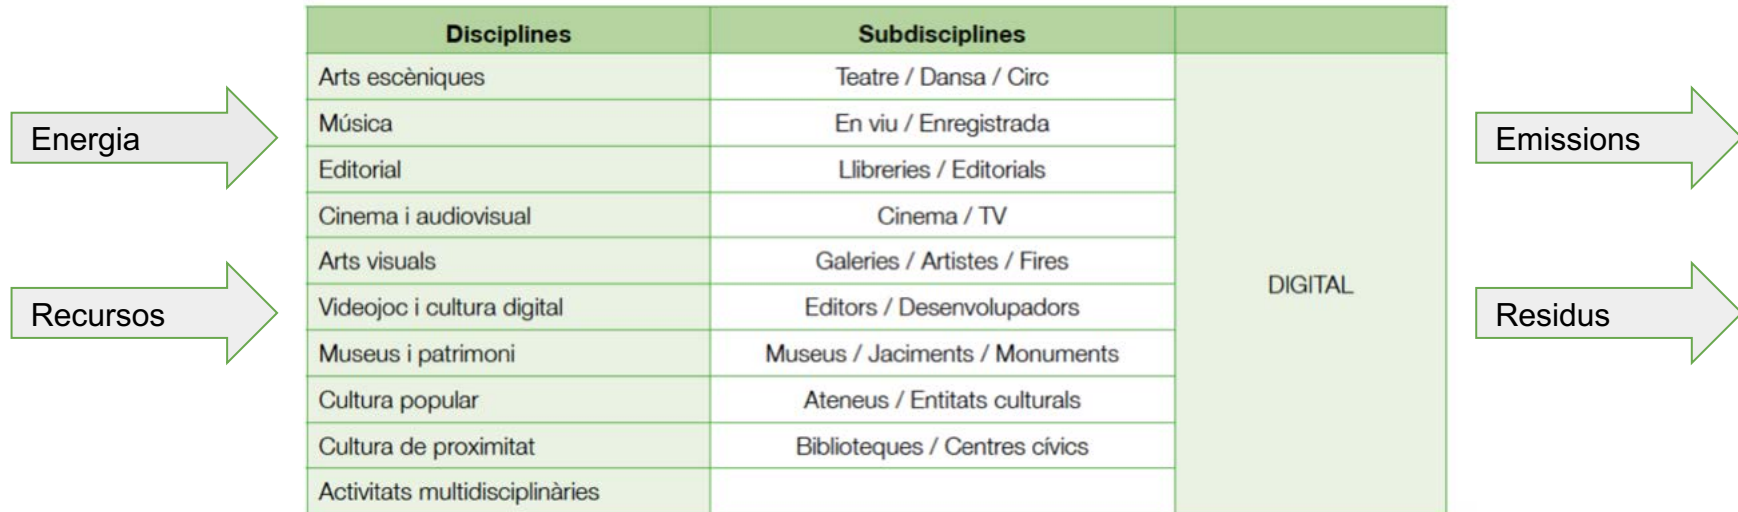 Disciplines Subdisciplines
Arts escèniques Teatre / Dansa / Circ
Energia
Música En viu / Enregistrada
Emissions
Editorial Llibreries / Editorials
Cinema i audiovisual Cinema / TV
Arts visuals Galeries / Artistes / Fires
DIGITAL
Recursos
Videojoc i cultura digital Editors / Desenvolupadors
Residus
Museus i patrimoni Museus / Jaciments / Monuments
Cultura popular Ateneus / Entitats culturals
Cultura de proximitat Biblioteques / Centres cívics
Activitats multidisciplinàries